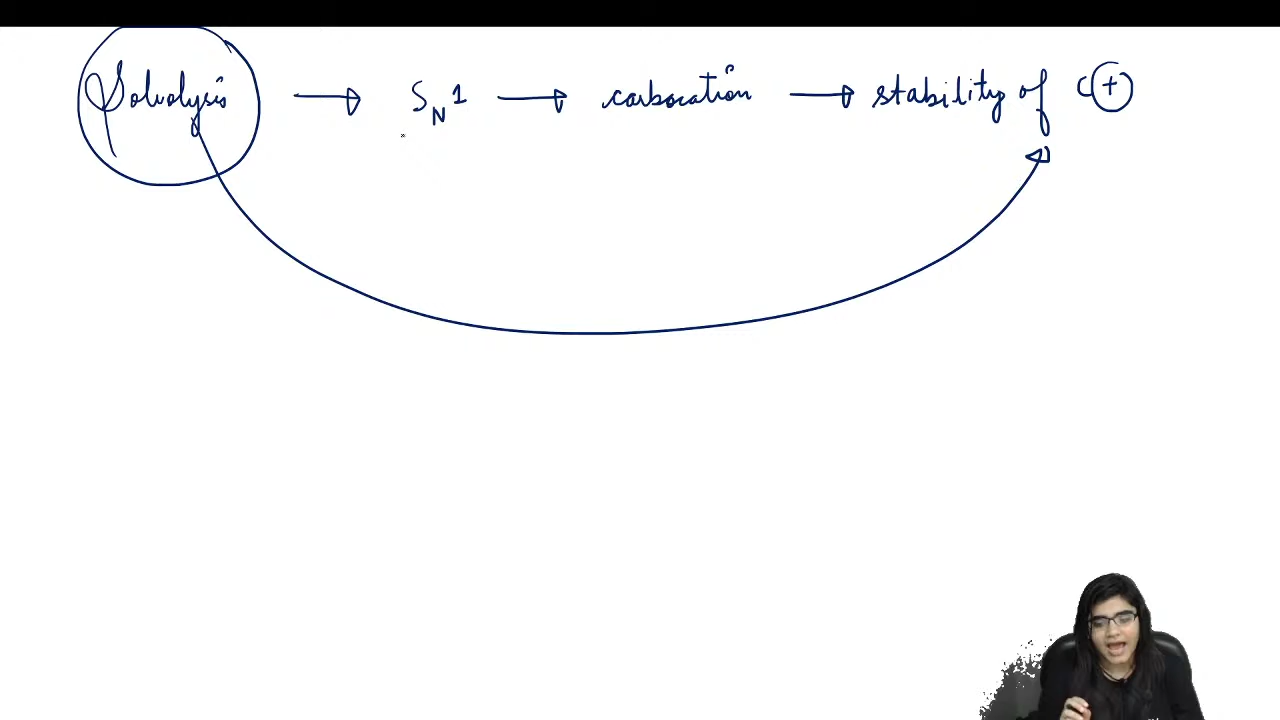 Solvolysis → SN1 → carbocation → stability of C⊕